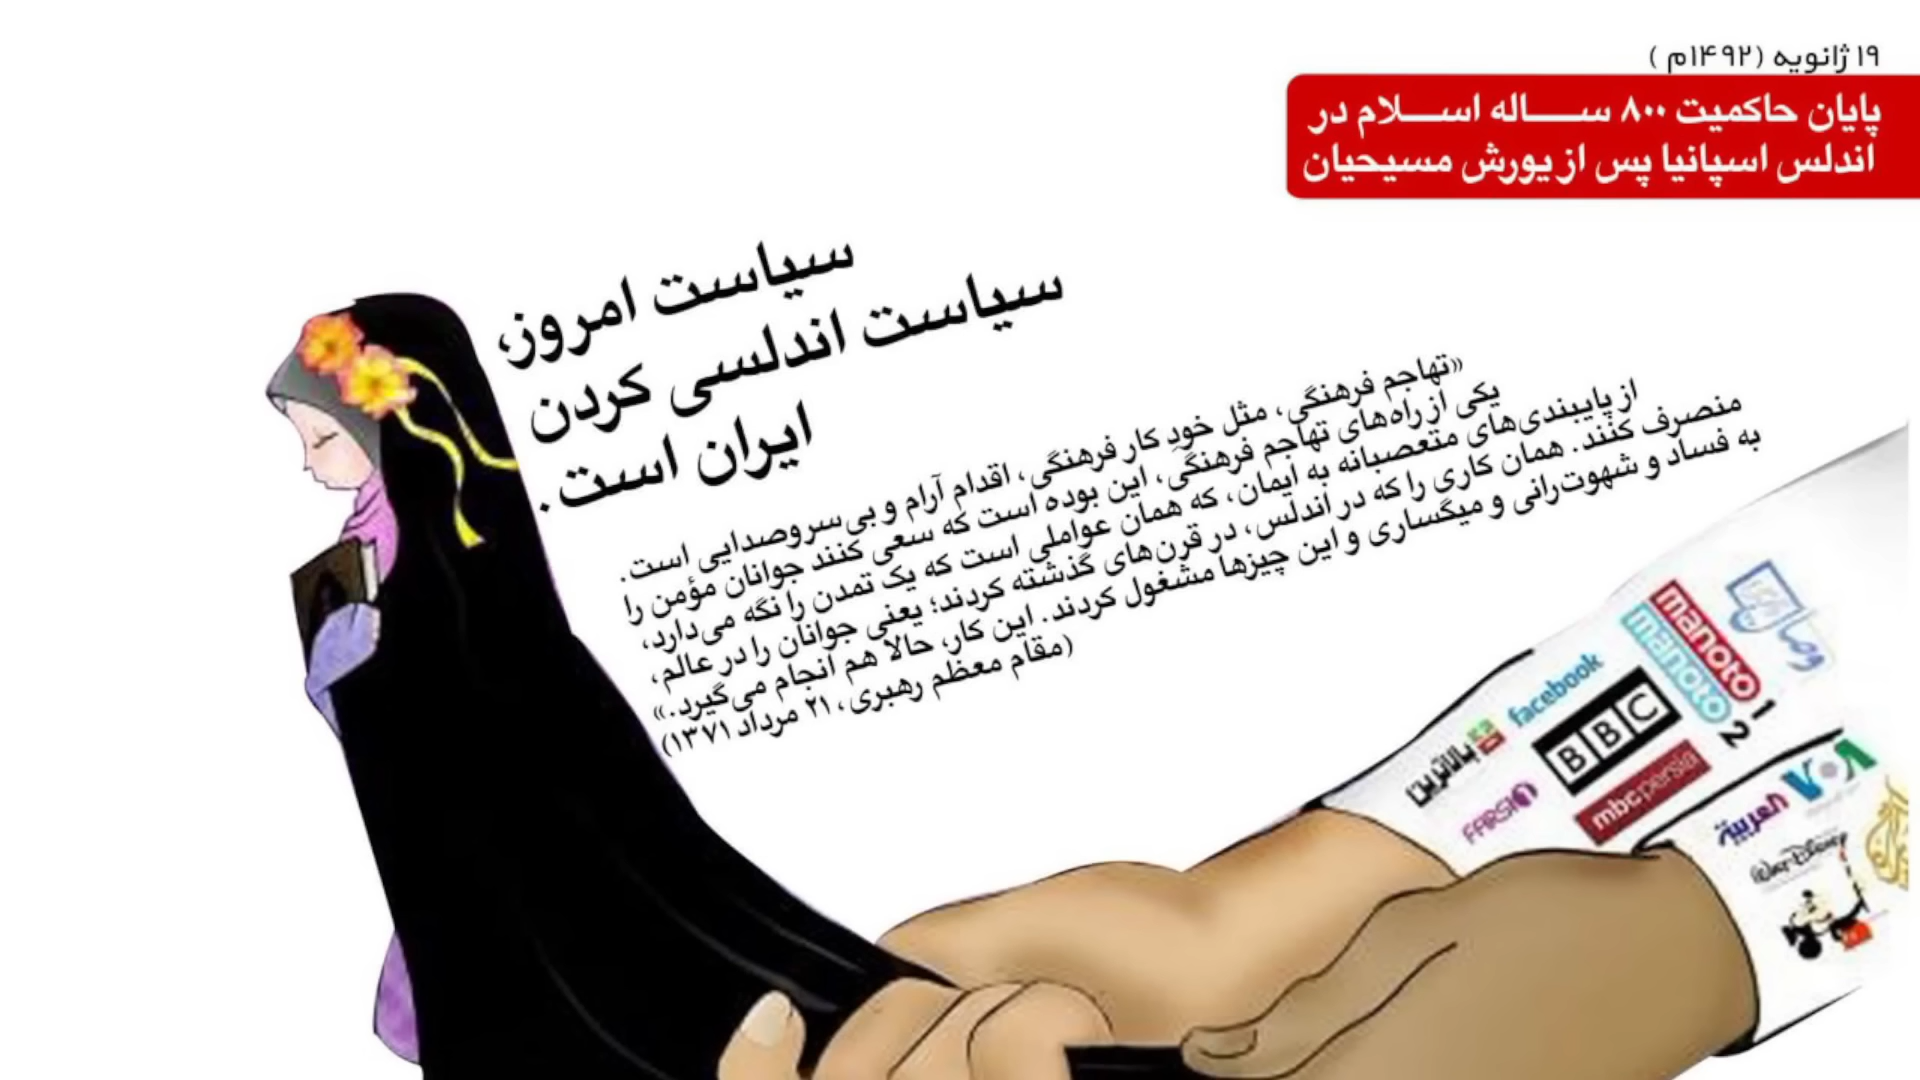 ۱۹ ژانویه (۱۴۹۲م )
پایان حاکمیت ۸۰۰ ساله اسلام در
اندلس اسپانیا پس از یورش مسیحیان
سیاست امروز،
سیاست اندلسی کردن
ایران است.
«تهاجم فرهنگی، مثل خودِ کار فرهنگی، اقدام آرام و بی‌سروصدایی است.
یکی از راه‌های تهاجم فرهنگی، این بوده است که سعی کنند جوانان مؤمن را
از پایبندی‌های متعصبانه به ایمان، که همان عواملی است که یک تمدن را نگه می‌دارد،
منصرف کنند. همان کاری را که در اندلس، در قرن‌های گذشته کردند؛ یعنی جوانان را در عالم،
به فساد و شهوت‌رانی و میگساری و این چیزها مشغول کردند. این کار، حالا هم انجام می‌گیرد.»
(مقام معظم رهبری، ۲۱ مرداد ۱۳۷۱)
manoto 1
manoto 2
facebook
بالاترین
BBC
FARSI1
mbcpersia
VOA
العربیة
Walt Disney